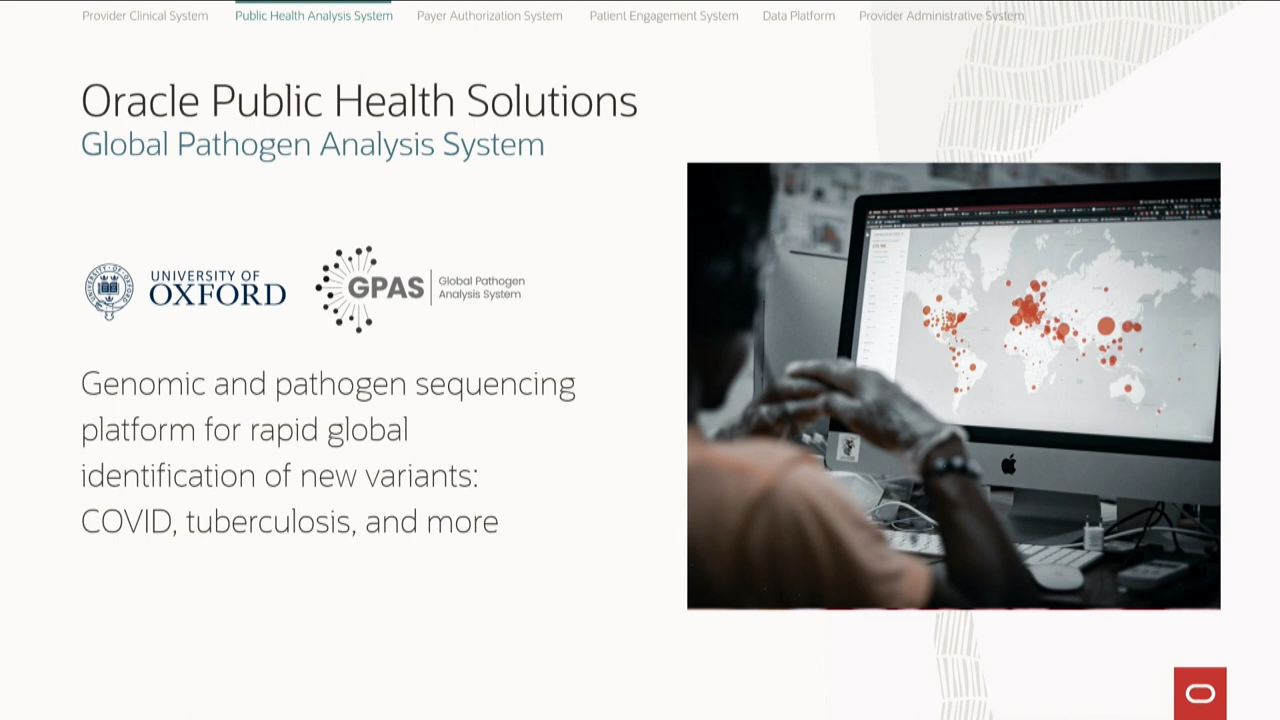 Provider Clinical System Public Health Analysis System Payer Authorization System Patient Engagement System Data Platform Provider Administrative System
Oracle Public Health Solutions
Global Pathogen Analysis System
UNIVERSITY OF
OXFORD
GPAS
Global Pathogen
Analysis System
Genomic and pathogen sequencing
platform for rapid global
identification of new variants:
COVID, tuberculosis, and more